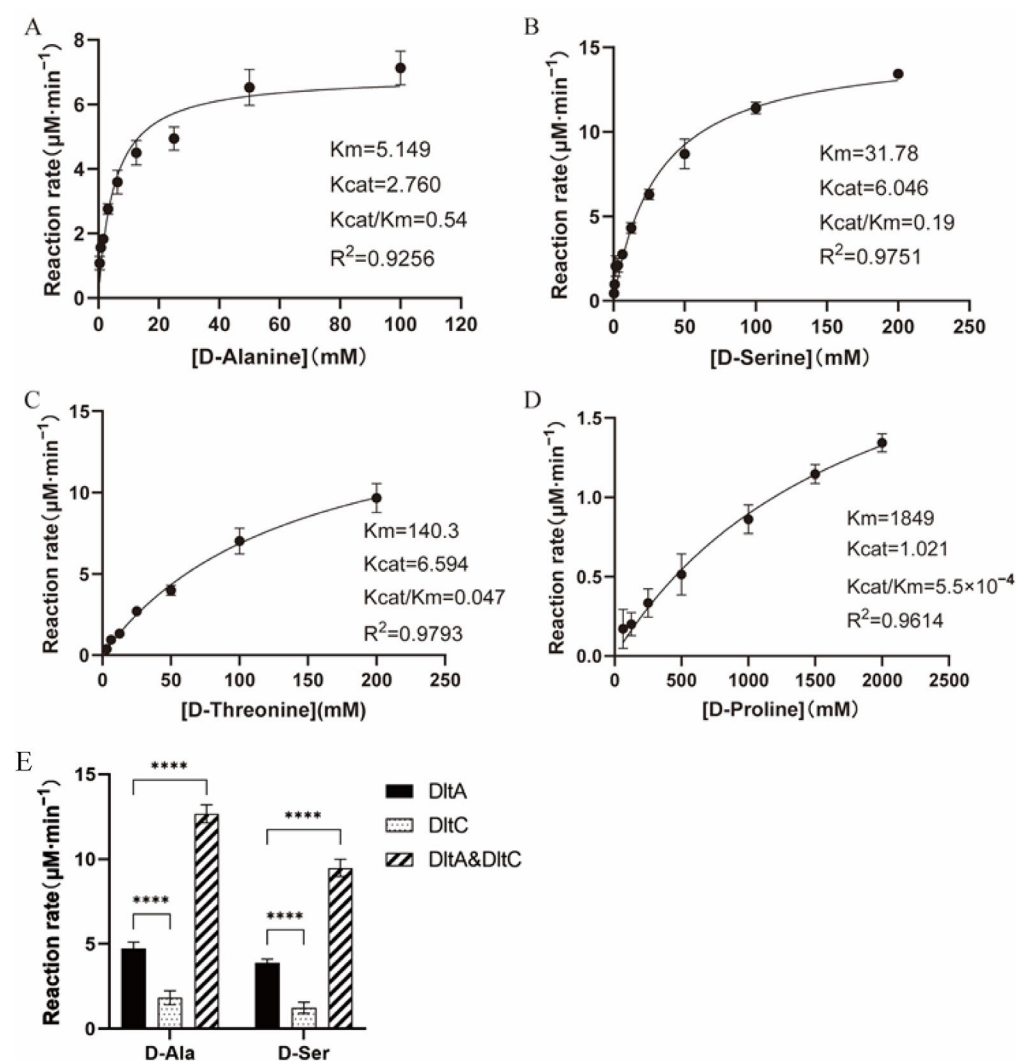 A
Reaction rate(μM·min⁻¹)
8
6
4
2
0
Km=5.149
Kcat=2.760
Kcat/Km=0.54
R²=0.9256
0 20 40 60 80 100 120
[D-Alanine](mM)
B
Reaction rate(μM·min⁻¹)
15
10
5
0
Km=31.78
Kcat=6.046
Kcat/Km=0.19
R²=0.9751
0 50 100 150 200 250
[D-Serine](mM)
C
Reaction rate(μM·min⁻¹)
15
10
5
0
Km=140.3
Kcat=6.594
Kcat/Km=0.047
R²=0.9793
0 50 100 150 200 250
[D-Threonine](mM)
D
Reaction rate(μM·min⁻¹)
1.5
1.0
0.5
0.0
Km=1849
Kcat=1.021
Kcat/Km=5.5×10⁻⁴
R²=0.9614
0 500 1000 1500 2000 2500
[D-Proline](mM)
E
Reaction rate(μM·min⁻¹)
15
10
5
0
****
****
****
****
D-Ala D-Ser
DltA
DltC
DltA&DltC